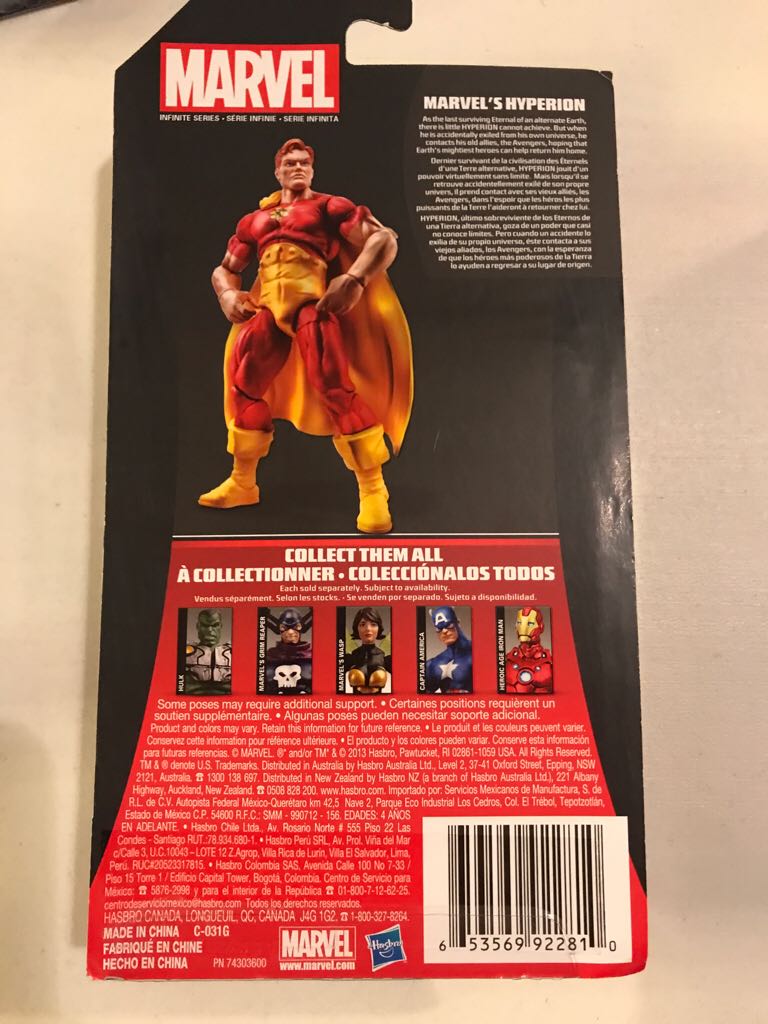 MARVEL
INFINITE SERIES • SÉRIE INFINIE • SERIE INFINITA
MARVEL'S HYPERION
As the last surviving Eternal of an alternate Earth,
there is little HYPERION cannot achieve. But when
he is accidentally exiled from his own universe, he
contacts his old allies, the Avengers, hoping that
Earth's mightiest heroes can help return him home.
Dernier survivant de la civilisation des Éternels
d'une Terre alternative, HYPERION jouit d'un
pouvoir virtuellement sans limite. Mais lorsqu'il se
retrouve accidentellement exilé de son propre
univers, il prend contact avec ses vieux alliés, les
Avengers, dans l'espoir que les héros les plus
puissants de la Terre l'aideront à retourner chez lui.
HYPERION, último sobreviviente de los Eternos de
una Tierra alternativa, goza de un poder que casi
no conoce límites. Pero cuando un accidente lo
exilia de su propio universo, éste contacta a sus
viejos aliados, los Avengers, con la esperanza
de que los héroes más poderosos de la Tierra
lo ayuden a regresar a su lugar de origen.
COLLECT THEM ALL
À COLLECTIONNER • COLECCIÓNALOS TODOS
Each sold separately. Subject to availability.
Vendus séparément. Selon les stocks. • Se venden por separado. Sujeto a disponibilidad.
HULK
MARVEL'S GRIM REAPER
MARVEL'S WASP
CAPTAIN AMERICA
HEROIC AGE IRON MAN
Some poses may require additional support. • Certaines positions requièrent un
soutien supplémentaire. • Algunas poses pueden necesitar soporte adicional.
Product and colors may vary. Retain this information for future reference. • Le produit et les couleurs peuvent varier.
Conservez cette information pour référence ultérieure. • El producto y los colores pueden variar. Conserve esta información
para futuras referencias. © MARVEL. ®* and/or TM* & © 2013 Hasbro, Pawtucket, RI 02861-1059 USA. All Rights Reserved.
TM & ® denote U.S. Trademarks. Distributed in Australia by Hasbro Australia Ltd., Level 2, 37-41 Oxford Street, Epping, NSW
2121, Australia. ☎ 1300 138 697. Distributed in New Zealand by Hasbro NZ (a branch of Hasbro Australia Ltd.), 221 Albany
Highway, Auckland, New Zealand. ☎ 0508 828 200. www.hasbro.com. Importado por: Servicios Mexicanos de Manufactura, S. de
R.L. de C.V. Autopista Federal México-Querétaro km 42,5 Nave 2, Parque Eco Industrial Los Cedros, Col. El Trébol, Tepotzotlán,
Estado de México C.P. 54600 R.F.C.: SMM - 990712 - 156. EDADES: 4 AÑOS
EN ADELANTE. • Hasbro Chile Ltda., Av. Rosario Norte # 555 Piso 22 Las
Condes - Santiago RUT.:78.934.680-1. • Hasbro Perú SRL, Av. Prol. Viña del Mar
c/Calle 3, U.C.10043 – LOTE 12 Z.Agrop, Villa Rica de Lurín, Villa El Salvador, Lima,
Perú. RUC#20523317815. • Hasbro Colombia SAS, Avenida Calle 100 No 7-33 /
Piso 15 Torre 1 / Edificio Capital Tower, Bogotá, Colombia. Centro de Servicio para
México: ☎ 5876-2998 y para el interior de la República ☎ 01-800-7-12-62-25.
centrodeserviciomexico@hasbro.com Todos los derechos reservados.
HASBRO CANADA, LONGUEUIL, QC, CANADA J4G 1G2. ☎ 1-800-327-8264.
MADE IN CHINA C-031G
FABRIQUÉ EN CHINE
HECHO EN CHINA PN 74303600
MARVEL
www.marvel.com
Hasbro
6 53569 92281 0